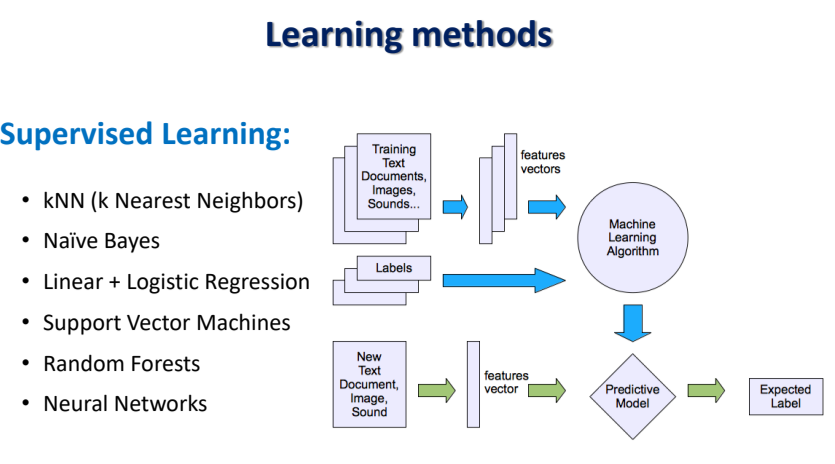 Learning methods
Supervised Learning:
• kNN (k Nearest Neighbors)
• Naïve Bayes
• Linear + Logistic Regression
• Support Vector Machines
• Random Forests
• Neural Networks
Training
Text
Documents,
Images,
Sounds...
features
vectors
Machine
Learning
Algorithm
Labels
New
Text
Document,
Image,
Sound
features
vector
Predictive
Model
Expected
Label